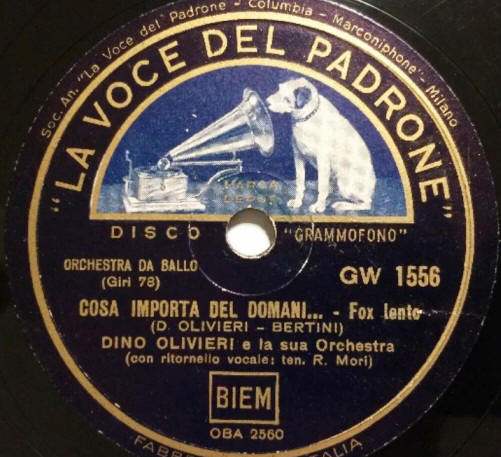 Soc. An. "La Voce del Padrone - Columbia - Marconiphone" - Milano
"LA VOCE DEL PADRONE"
MARCA
DEPOS.
DISCO "GRAMMOFONO"
ORCHESTRA DA BALLO
(Giri 78)
GW 1556
COSA IMPORTA DEL DOMANI... - Fox lento
(D. OLIVIERI - BERTINI)
DINO OLIVIERI e la sua Orchestra
(con ritornello vocale: ten. R. Mori)
BIEM
OBA 2560